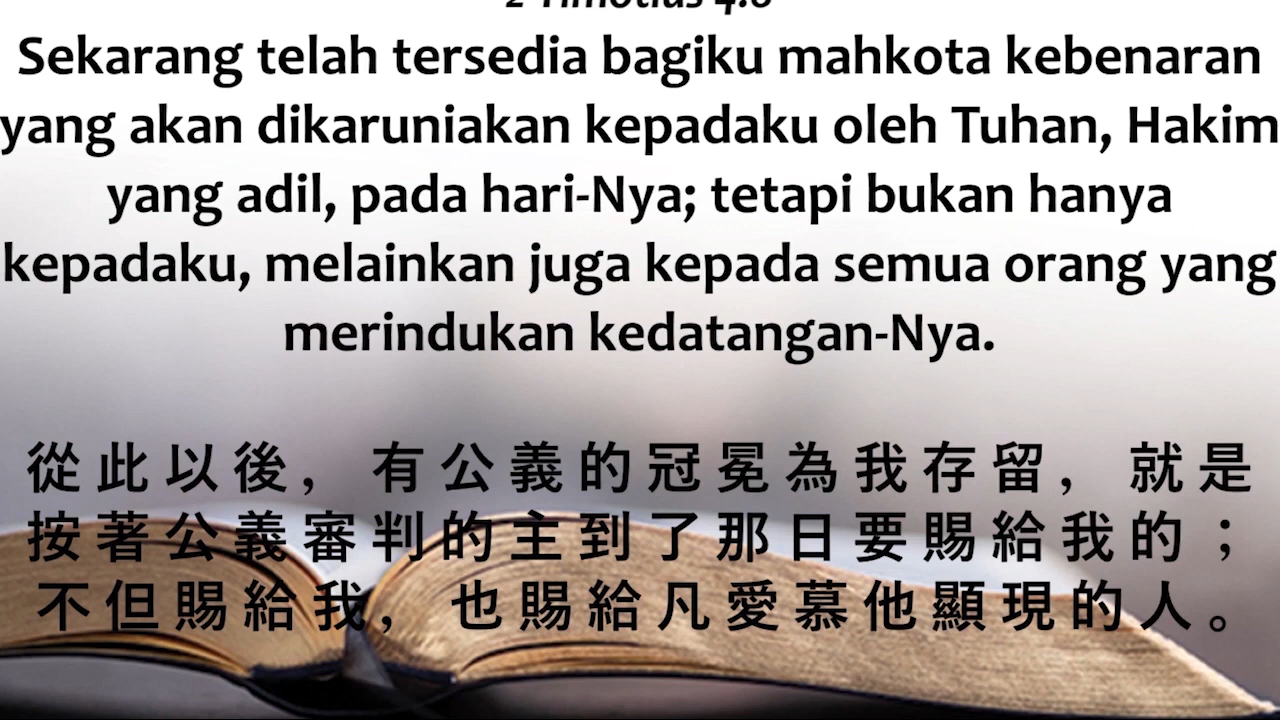 2 Timotius 4:8
Sekarang telah tersedia bagiku mahkota kebenaran
yang akan dikaruniakan kepadaku oleh Tuhan, Hakim
yang adil, pada hari-Nya; tetapi bukan hanya
kepadaku, melainkan juga kepada semua orang yang
merindukan kedatangan-Nya.
從此以後，有公義的冠冕為我存留，就是
按著公義審判的主到了那日要賜給我的；
不但賜給我，也賜給凡愛慕他顯現的人。